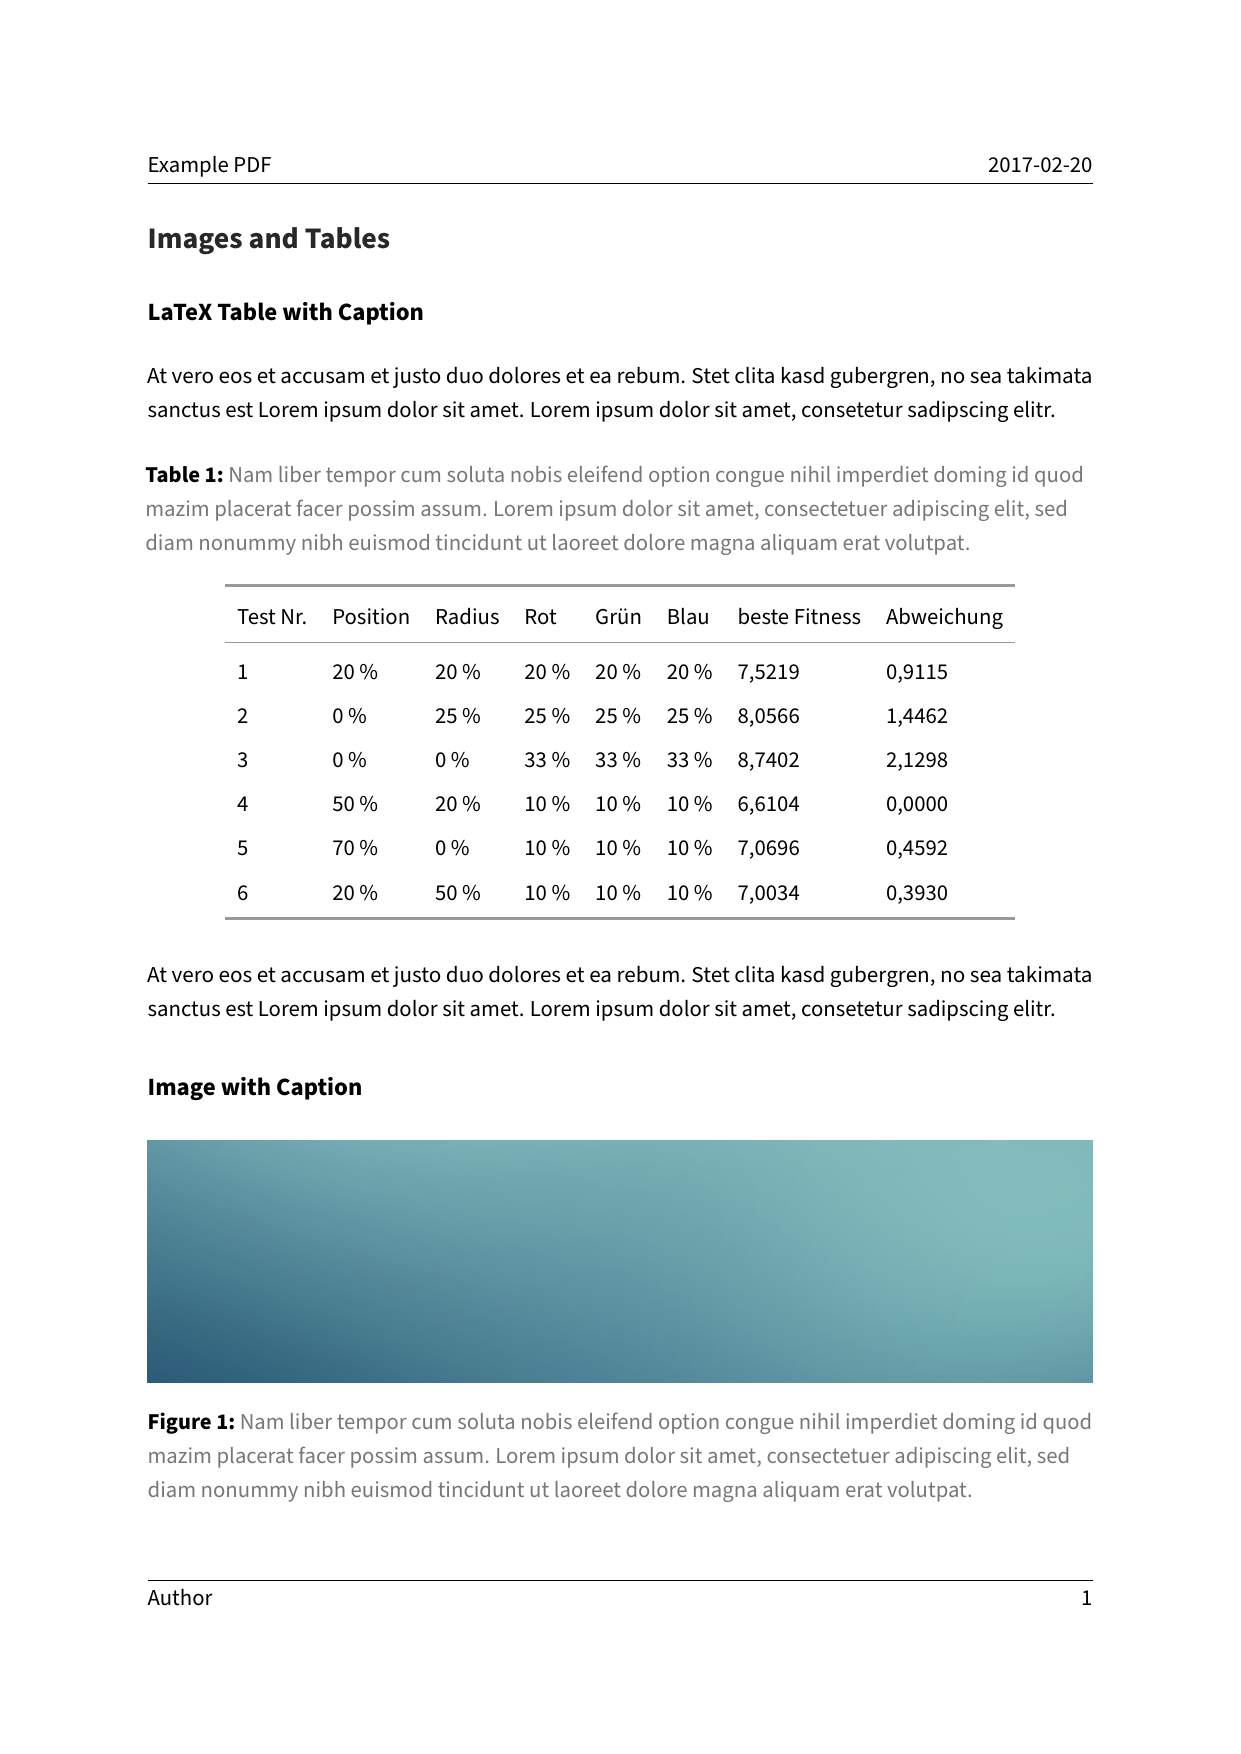 Example PDF 2017-02-20
Images and Tables
LaTeX Table with Caption
At vero eos et accusam et justo duo dolores et ea rebum. Stet clita kasd gubergren, no sea takimata
sanctus est Lorem ipsum dolor sit amet. Lorem ipsum dolor sit amet, consetetur sadipscing elitr.
Table 1: Nam liber tempor cum soluta nobis eleifend option congue nihil imperdiet doming id quod
mazim placerat facer possim assum. Lorem ipsum dolor sit amet, consectetuer adipiscing elit, sed
diam nonummy nibh euismod tincidunt ut laoreet dolore magna aliquam erat volutpat.
Test Nr. Position Radius Rot Grün Blau beste Fitness Abweichung
1 20 % 20 % 20 % 20 % 20 % 7,5219 0,9115
2 0 % 25 % 25 % 25 % 25 % 8,0566 1,4462
3 0 % 0 % 33 % 33 % 33 % 8,7402 2,1298
4 50 % 20 % 10 % 10 % 10 % 6,6104 0,0000
5 70 % 0 % 10 % 10 % 10 % 7,0696 0,4592
6 20 % 50 % 10 % 10 % 10 % 7,0034 0,3930
At vero eos et accusam et justo duo dolores et ea rebum. Stet clita kasd gubergren, no sea takimata
sanctus est Lorem ipsum dolor sit amet. Lorem ipsum dolor sit amet, consetetur sadipscing elitr.
Image with Caption
Figure 1: Nam liber tempor cum soluta nobis eleifend option congue nihil imperdiet doming id quod
mazim placerat facer possim assum. Lorem ipsum dolor sit amet, consectetuer adipiscing elit, sed
diam nonummy nibh euismod tincidunt ut laoreet dolore magna aliquam erat volutpat.
Author 1